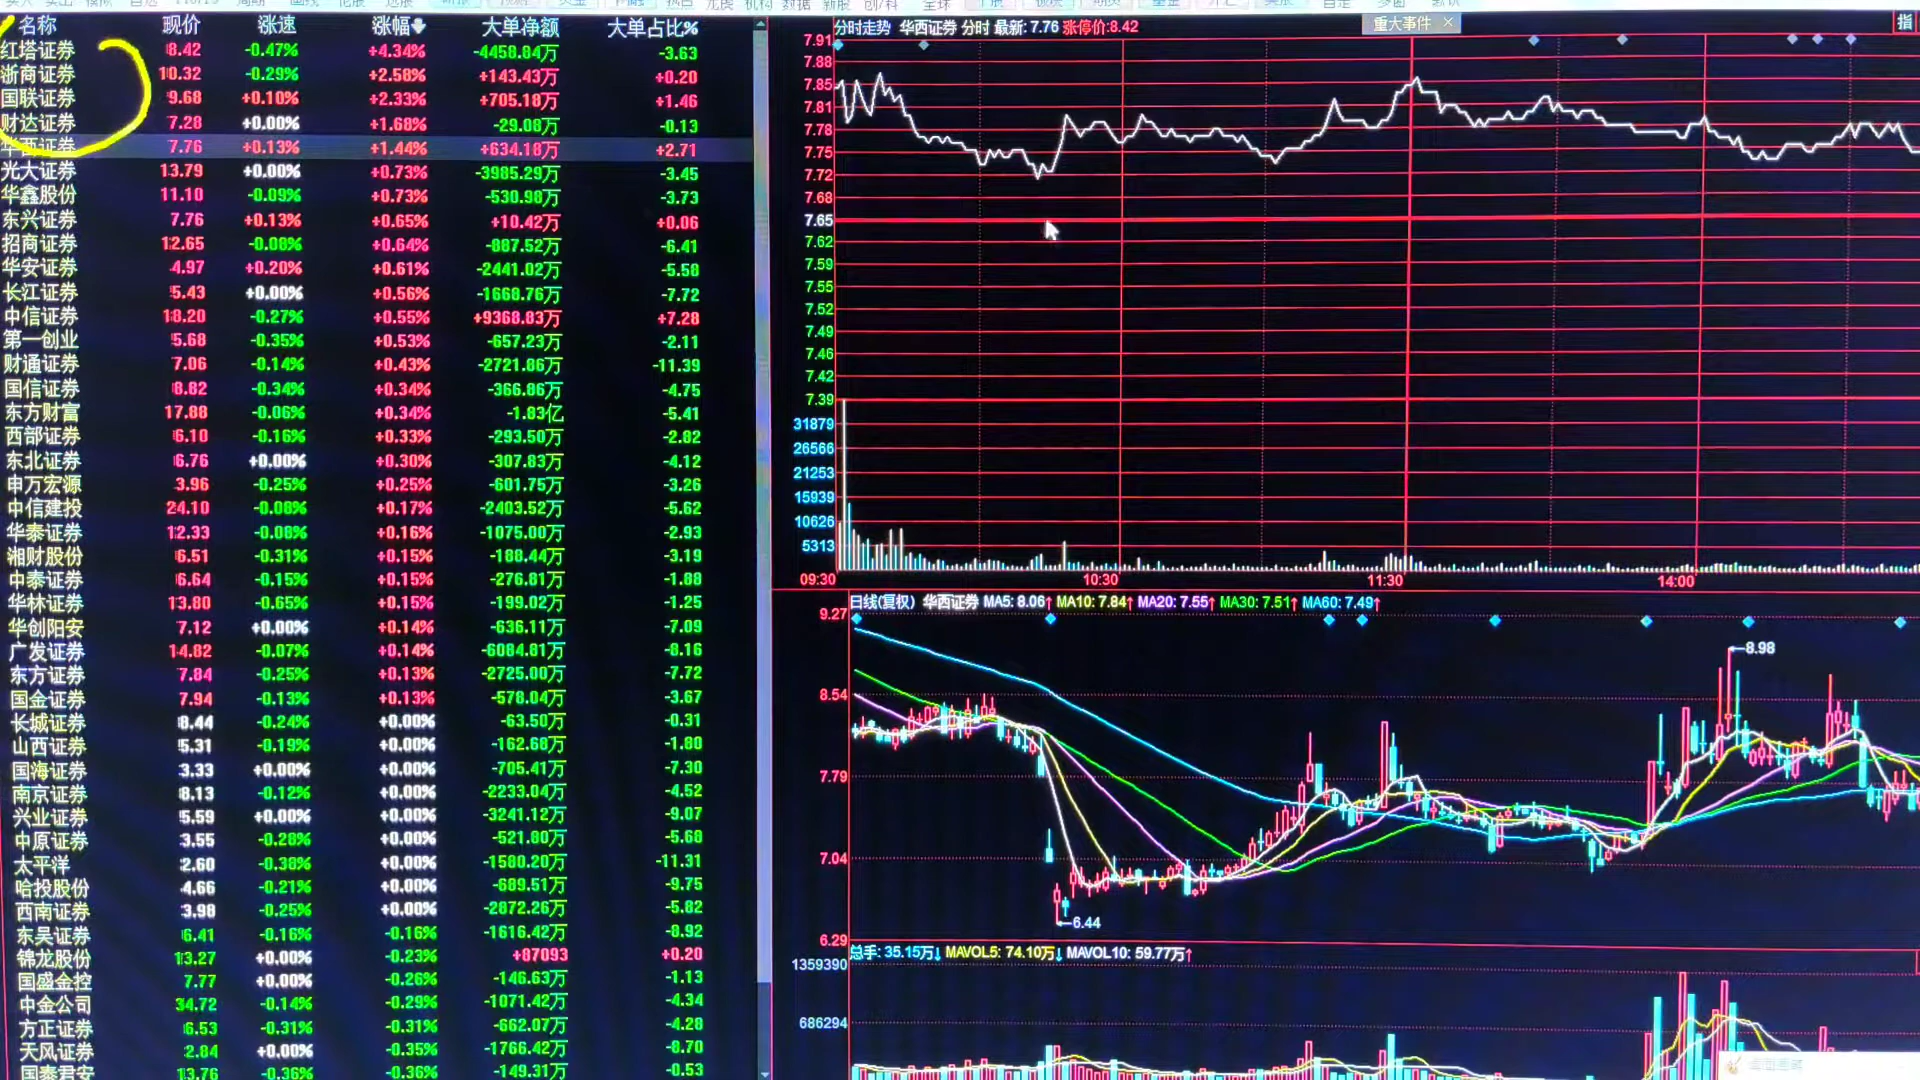 名称 现价 涨速 涨幅 大单净额 大单占比%
红塔证券 8.42 -0.47% +4.34% -4458.84万 -3.63
浙商证券 10.32 -0.29% +2.58% +143.43万 +0.20
国联证券 9.68 +0.10% +2.33% +705.18万 +1.46
财达证券 7.28 +0.00% +1.68% -29.08万 -0.13
华西证券 7.76 +0.13% +1.44% +634.18万 +2.71
光大证券 13.79 +0.00% +0.73% -3985.29万 -3.45
华鑫股份 11.10 -0.09% +0.73% -530.98万 -3.73
东兴证券 7.76 +0.13% +0.65% +10.42万 +0.06
招商证券 12.65 -0.08% +0.64% -887.52万 -6.41
华安证券 4.97 +0.20% +0.61% -2441.02万 -5.58
长江证券 5.43 +0.00% +0.56% -1668.76万 -7.72
中信证券 18.20 -0.27% +0.55% +9368.83万 +7.28
第一创业 5.68 -0.35% +0.53% -657.23万 -2.11
财通证券 7.06 -0.14% +0.43% -2721.86万 -11.39
国信证券 8.82 -0.34% +0.34% -366.86万 -4.75
东方财富 17.88 -0.06% +0.34% -1.83亿 -5.41
西部证券 6.10 -0.16% +0.33% -293.50万 -2.82
东北证券 6.76 +0.00% +0.30% -307.83万 -4.12
申万宏源 3.96 -0.25% +0.25% -601.75万 -3.26
中信建投 24.10 -0.08% +0.17% -2403.52万 -5.62
华泰证券 12.33 -0.08% +0.16% -1075.00万 -2.93
湘财股份 6.51 -0.31% +0.15% -188.44万 -3.19
中泰证券 6.64 -0.15% +0.15% -276.81万 -1.88
华林证券 13.80 -0.65% +0.15% -199.02万 -1.25
华创阳安 7.12 +0.00% +0.14% -636.11万 -7.09
广发证券 14.82 -0.07% +0.14% -6084.81万 -8.16
东方证券 7.84 -0.25% +0.13% -2725.00万 -7.72
国金证券 7.94 -0.13% +0.13% -578.04万 -3.67
长城证券 8.44 -0.24% +0.00% -63.50万 -0.31
山西证券 5.31 -0.19% +0.00% -162.68万 -1.80
国海证券 3.33 +0.00% +0.00% -705.41万 -7.30
南京证券 8.13 -0.12% +0.00% -2233.04万 -4.52
兴业证券 5.59 +0.00% +0.00% -3241.12万 -9.07
中原证券 3.55 -0.28% +0.00% -521.80万 -5.68
太平洋 2.60 -0.38% +0.00% -1580.20万 -11.31
哈投股份 4.66 -0.21% +0.00% -689.51万 -9.75
西南证券 3.98 -0.25% +0.00% -2872.26万 -5.82
东吴证券 6.41 -0.16% -0.16% -1616.42万 -8.92
锦龙股份 13.27 +0.00% -0.23% +87093 +0.20
国盛金控 7.77 +0.00% -0.26% -146.63万 -1.13
中金公司 34.72 -0.14% -0.29% -1071.42万 -4.34
方正证券 6.53 -0.31% -0.31% -662.07万 -4.28
天风证券 2.84 +0.00% -0.35% -1766.42万 -8.70
国泰君安 13.76 -0.36% -0.36% -149.31万 -0.53
分时走势 华西证券 分时 最新:7.76 涨停价:8.42
重大事件 ×
指
7.91
7.88
7.85
7.81
7.78
7.75
7.72
7.68
7.65
7.62
7.59
7.55
7.52
7.49
7.46
7.42
7.39
31879
26566
21253
15939
10626
5313
09:30 10:30 11:30 14:00
日线(复权) 华西证券 MA5: 8.06↑ MA10: 7.84↑ MA20: 7.55↑ MA30: 7.51↑ MA60: 7.49↑
9.27
8.98
8.54
7.79
7.04
6.44
6.29
总手: 35.15万↓ MAVOL5: 74.10万↓ MAVOL10: 59.77万↑
1359390
686294